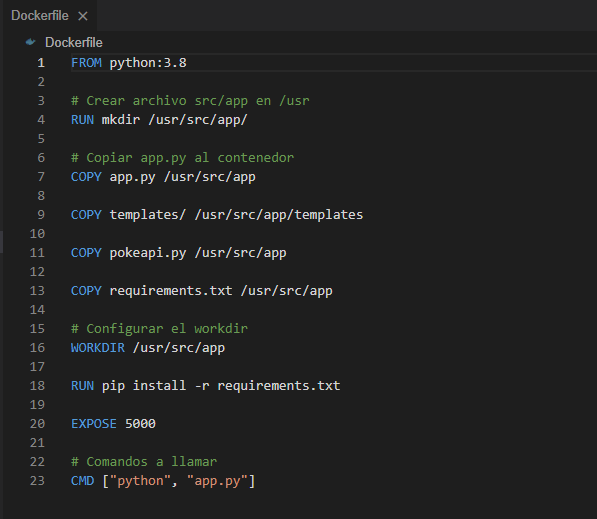 Dockerfile
Dockerfile
1 FROM python:3.8
2
3 # Crear archivo src/app en /usr
4 RUN mkdir /usr/src/app/
5
6 # Copiar app.py al contenedor
7 COPY app.py /usr/src/app
8
9 COPY templates/ /usr/src/app/templates
10
11 COPY pokeapi.py /usr/src/app
12
13 COPY requirements.txt /usr/src/app
14
15 # Configurar el workdir
16 WORKDIR /usr/src/app
17
18 RUN pip install -r requirements.txt
19
20 EXPOSE 5000
21
22 # Comandos a llamar
23 CMD ["python", "app.py"]